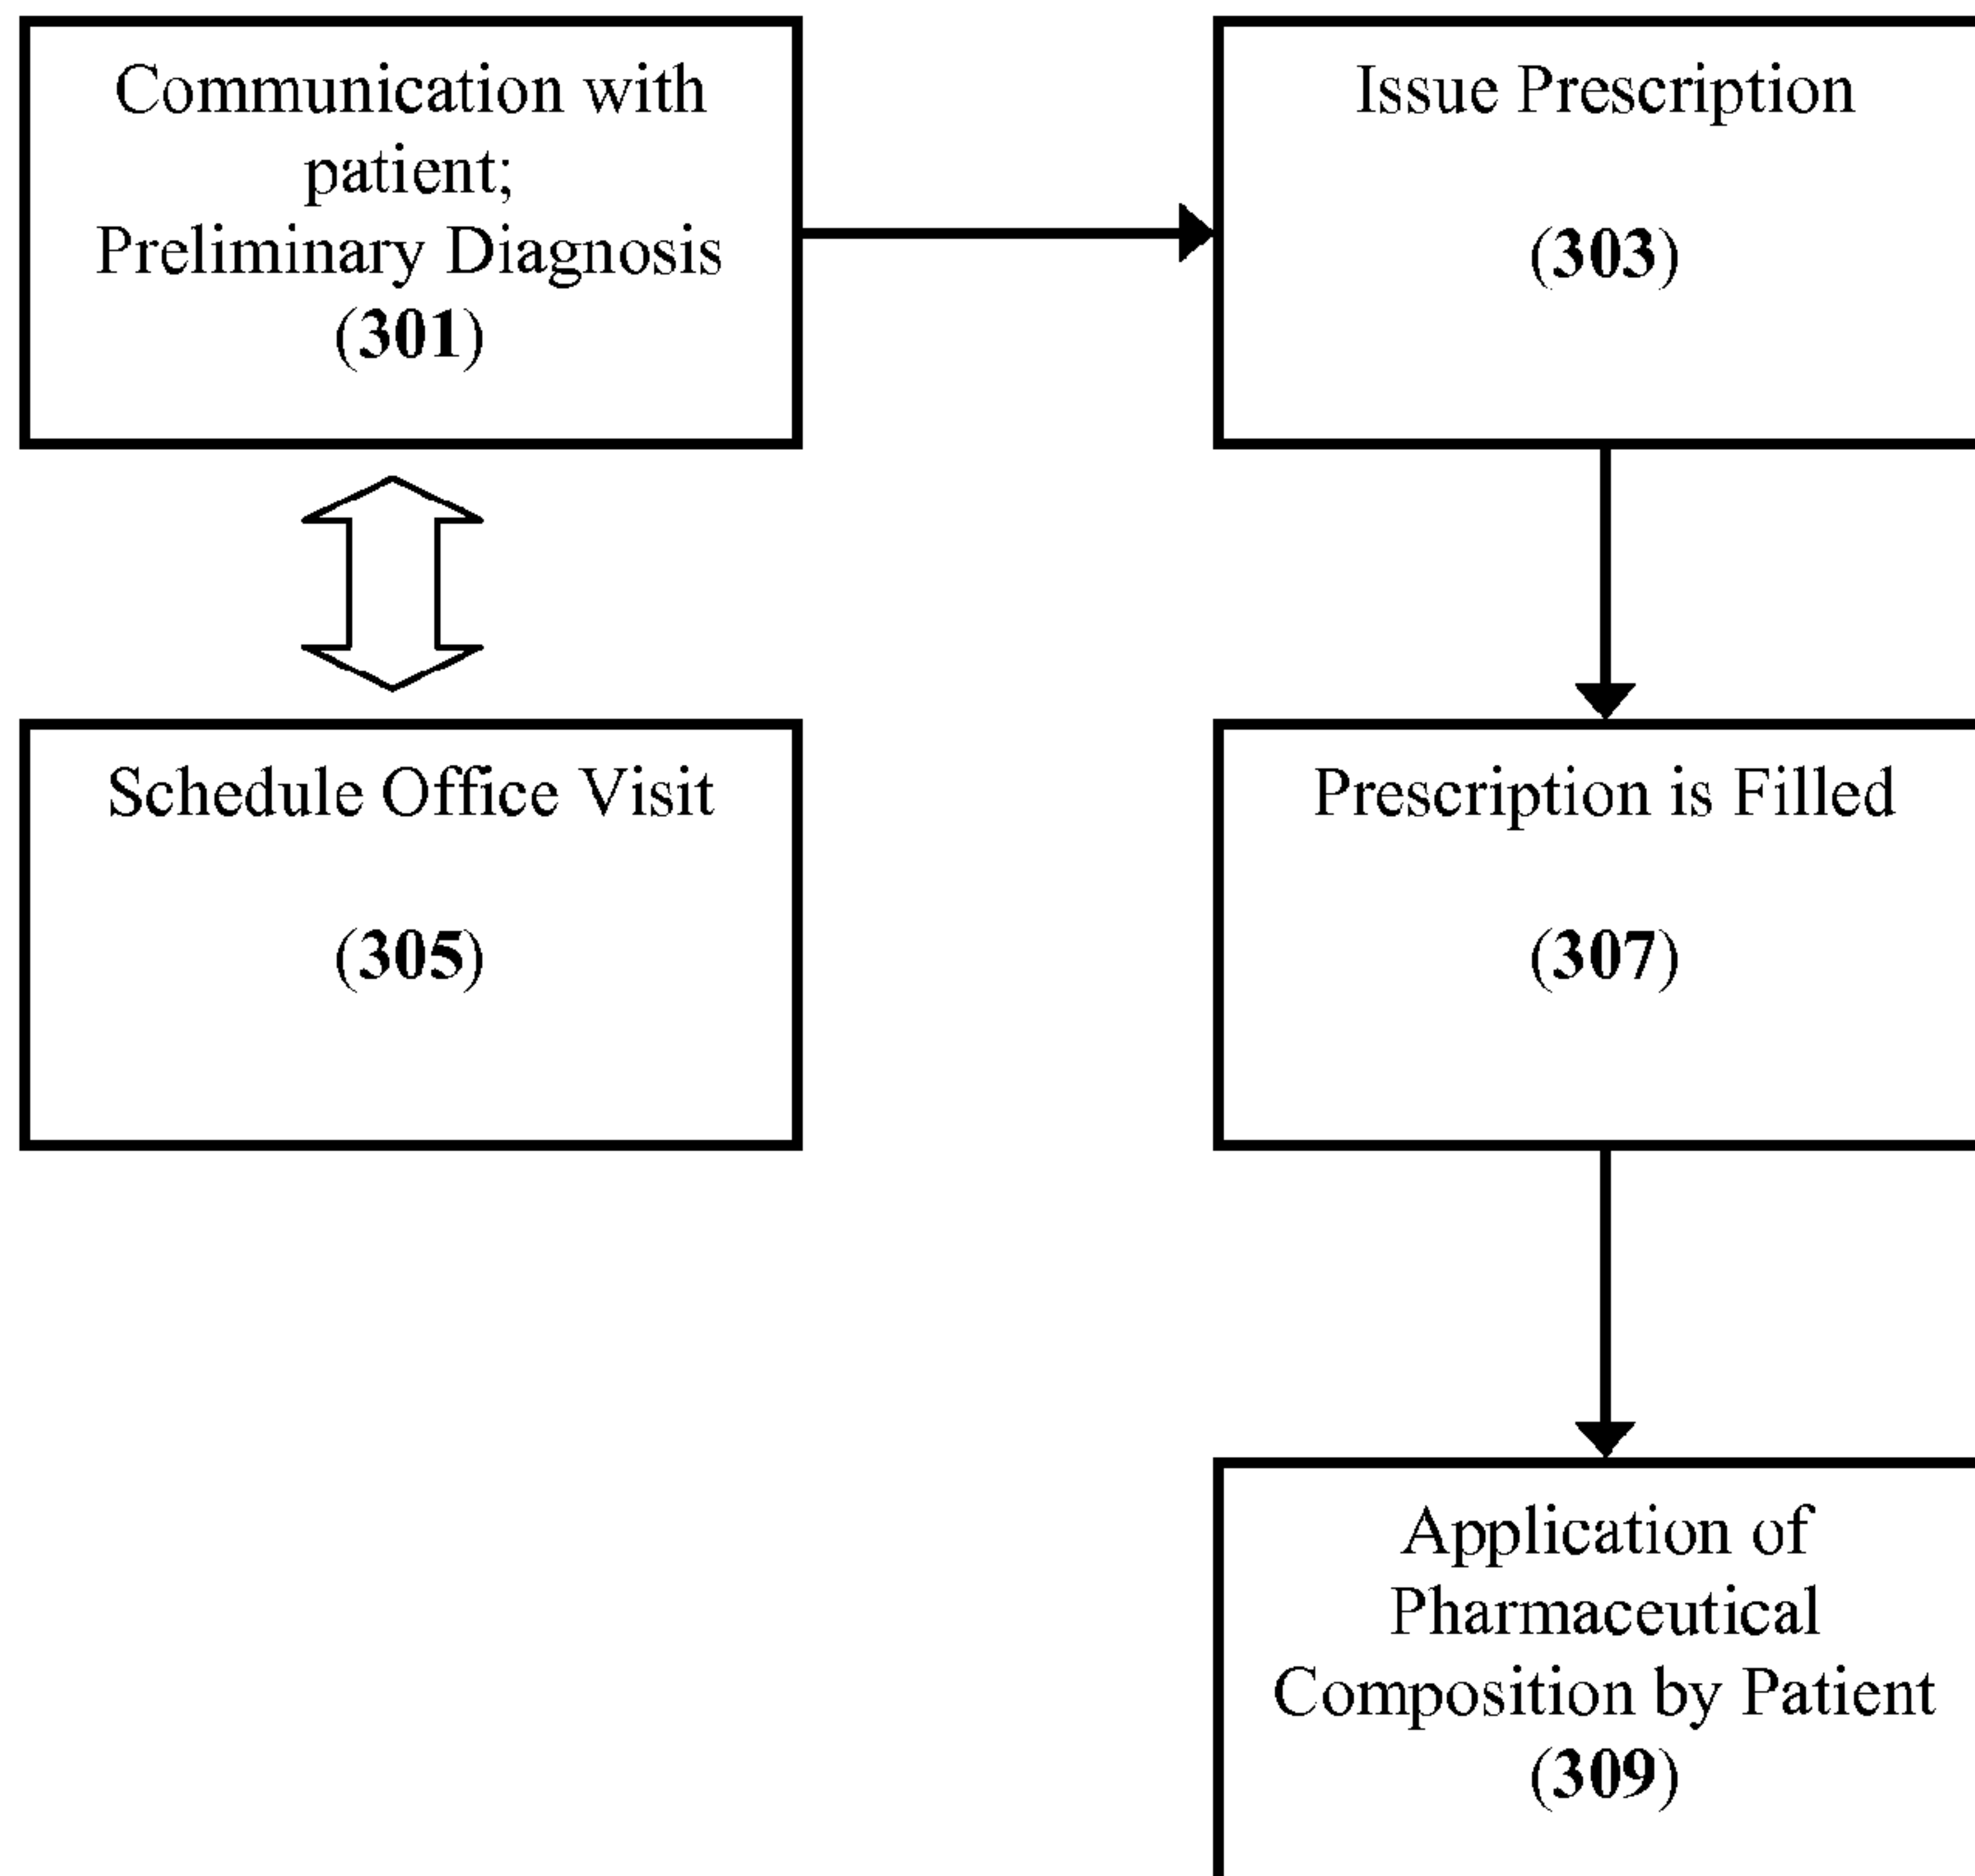 Communication with
patient;
Preliminary Diagnosis
(301)
Issue Prescription
(303)
Schedule Office Visit
(305)
Prescription is Filled
(307)
Application of
Pharmaceutical
Composition by Patient
(309)